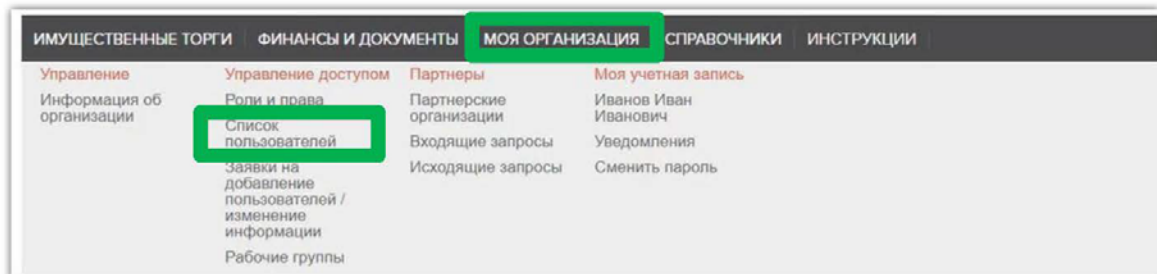 ИМУЩЕСТВЕННЫЕ ТОРГИ ФИНАНСЫ И ДОКУМЕНТЫ МОЯ ОРГАНИЗАЦИЯ СПРАВОЧНИКИ ИНСТРУКЦИИ
Управление
Информация об
организации
Управление доступом
Роли и права
Список
пользователей
Заявки на
добавление
пользователей /
изменение
информации
Рабочие группы
Партнеры
Партнерские
организации
Входящие запросы
Исходящие запросы
Моя учетная запись
Иванов Иван
Иванович
Уведомления
Сменить пароль